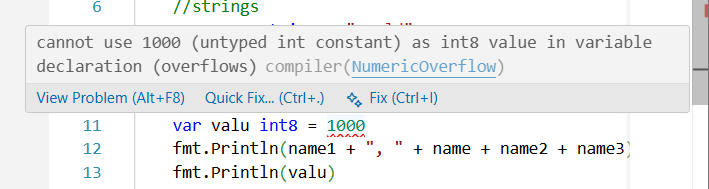 6 //strings
cannot use 1000 (untyped int constant) as int8 value in variable
declaration (overflows) compiler(NumericOverflow)
View Problem (Alt+F8) Quick Fix... (Ctrl+.) Fix (Ctrl+I)
11 var valu int8 = 1000
12 fmt.Println(name1 + ", " + name + name2 + name3)
13 fmt.Println(valu)